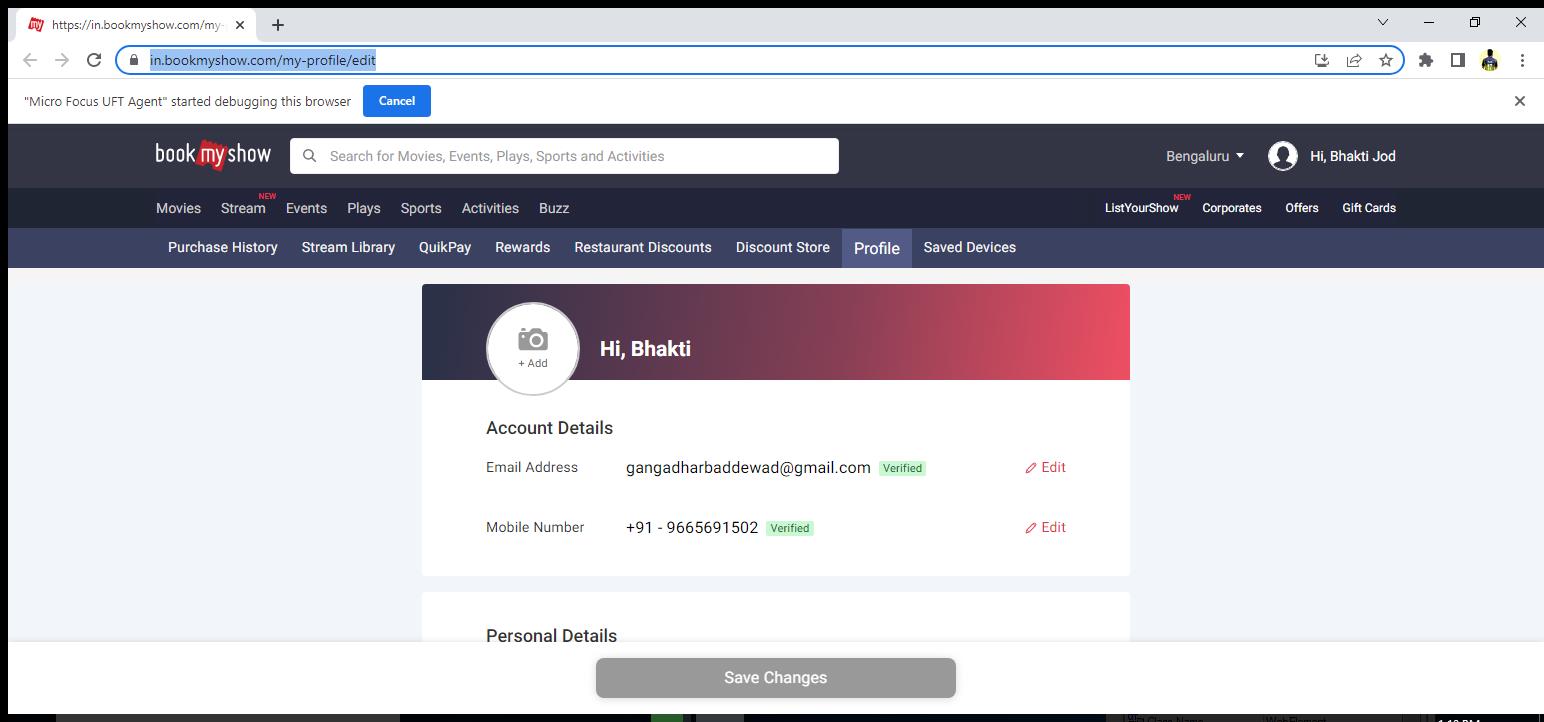 https://in.bookmyshow.com/my-
in.bookmyshow.com/my-profile/edit
"Micro Focus UFT Agent" started debugging this browser Cancel
book my show Search for Movies, Events, Plays, Sports and Activities Bengaluru Hi, Bhakti Jod
Movies Stream NEW Events Plays Sports Activities Buzz ListYourShow NEW Corporates Offers Gift Cards
Purchase History Stream Library QuikPay Rewards Restaurant Discounts Discount Store Profile Saved Devices
+ Add
Hi, Bhakti
Account Details
Email Address gangadharbaddewad@gmail.com Verified Edit
Mobile Number +91 - 9665691502 Verified Edit
Personal Details
Save Changes